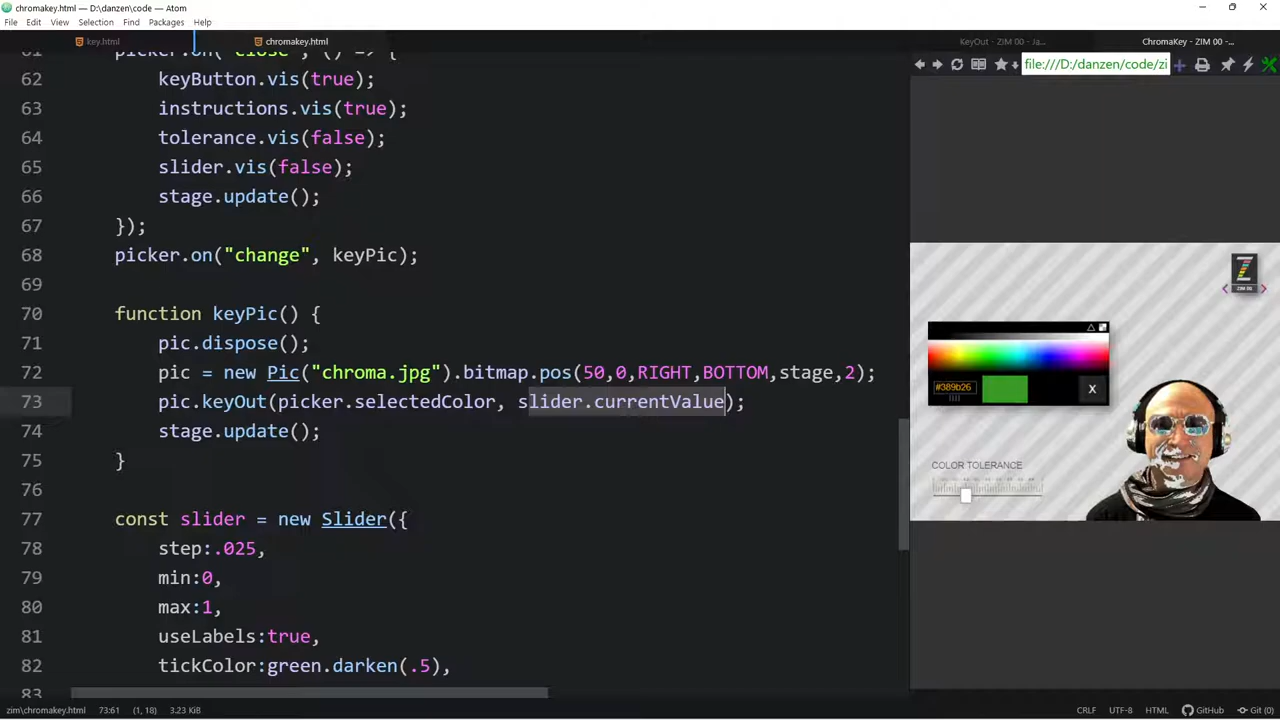 chromakey.html — D:\danzen\code — Atom
File Edit View Selection Find Packages Help
key.html
chromakey.html
KeyOut - ZIM 00 - Ja...
ChromaKey - ZIM 00 -...
file:///D:/danzen/code/zi
61 picker.on("close", () => {
62 keyButton.vis(true);
63 instructions.vis(true);
64 tolerance.vis(false);
65 slider.vis(false);
66 stage.update();
67 });
68 picker.on("change", keyPic);
69
70 function keyPic() {
71 pic.dispose();
72 pic = new Pic("chroma.jpg").bitmap.pos(50,0,RIGHT,BOTTOM,stage,2);
73 pic.keyOut(picker.selectedColor, slider.currentValue);
74 stage.update();
75 }
76
77 const slider = new Slider({
78 step:.025,
79 min:0,
80 max:1,
81 useLabels:true,
82 tickColor:green.darken(.5),
83
Z
ZIM 00
#389b26
X
COLOR TOLERANCE
zim\chromakey.html 73:61 (1, 18) 3.23 KiB
CRLF UTF-8 HTML GitHub Git (0)